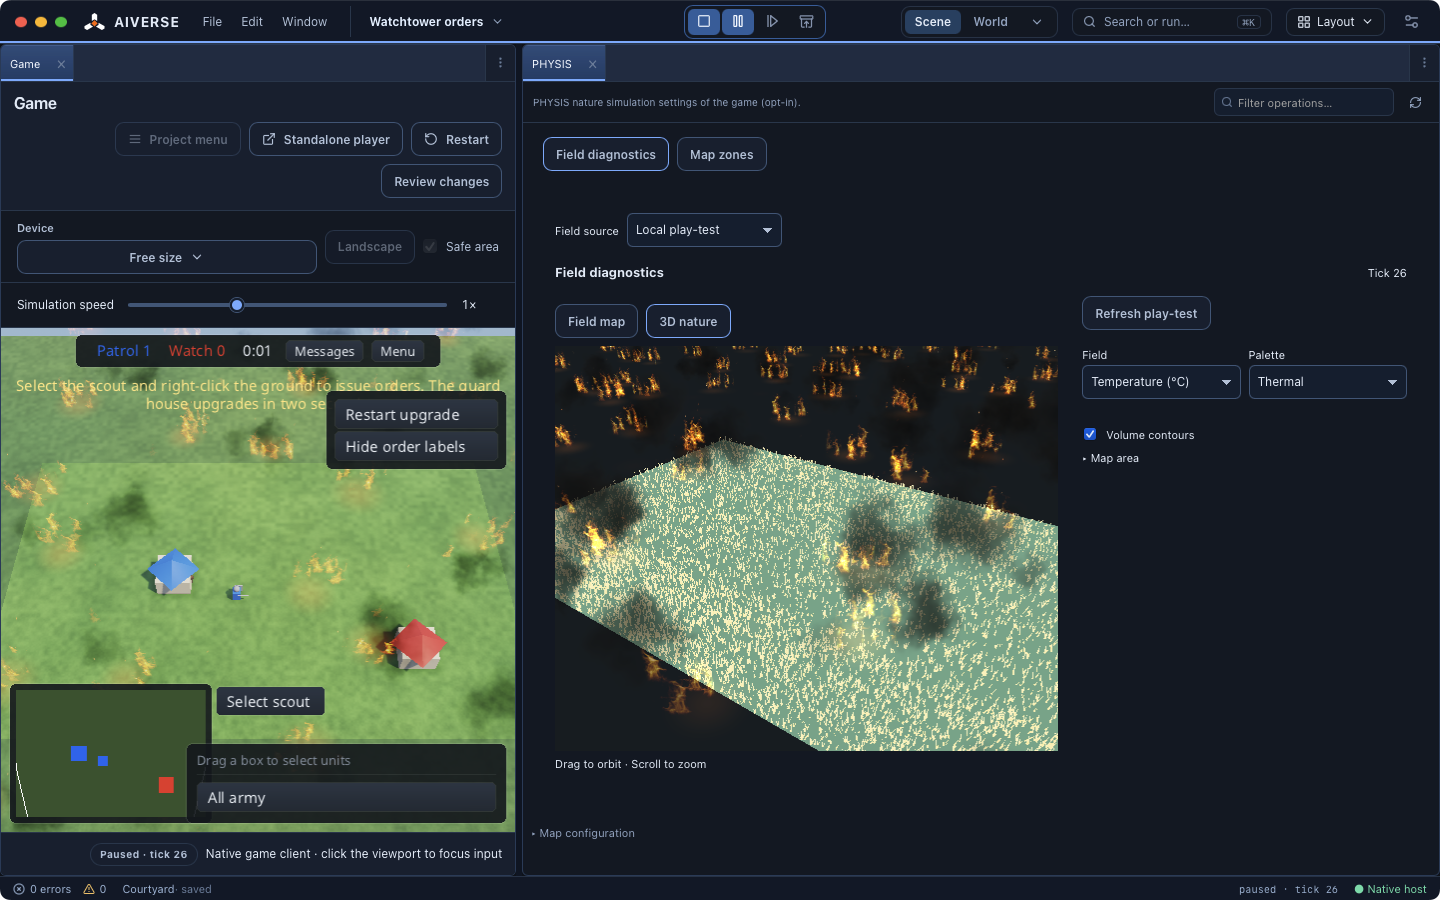 AIVERSE File Edit Window Watchtower orders Scene World Search or run... ⌘K Layout
Game
PHYSIS
Game
Project menu Standalone player Restart
Review changes
Device
Free size Landscape Safe area
Simulation speed 1×
Patrol 1 Watch 0 0:01 Messages Menu
Select the scout and right-click the ground to issue orders. The guard
house upgrades in two se
Restart upgrade
Hide order labels
Select scout
Drag a box to select units
All army
Paused · tick 26 Native game client · click the viewport to focus input
PHYSIS nature simulation settings of the game (opt-in). Filter operations...
Field diagnostics Map zones
Field source Local play-test
Field diagnostics Tick 26
Field map 3D nature
Refresh play-test
Field Palette
Temperature (°C) Thermal
Volume contours
Map area
Drag to orbit · Scroll to zoom
Map configuration
0 errors 0 Courtyard · saved paused · tick 26 Native host